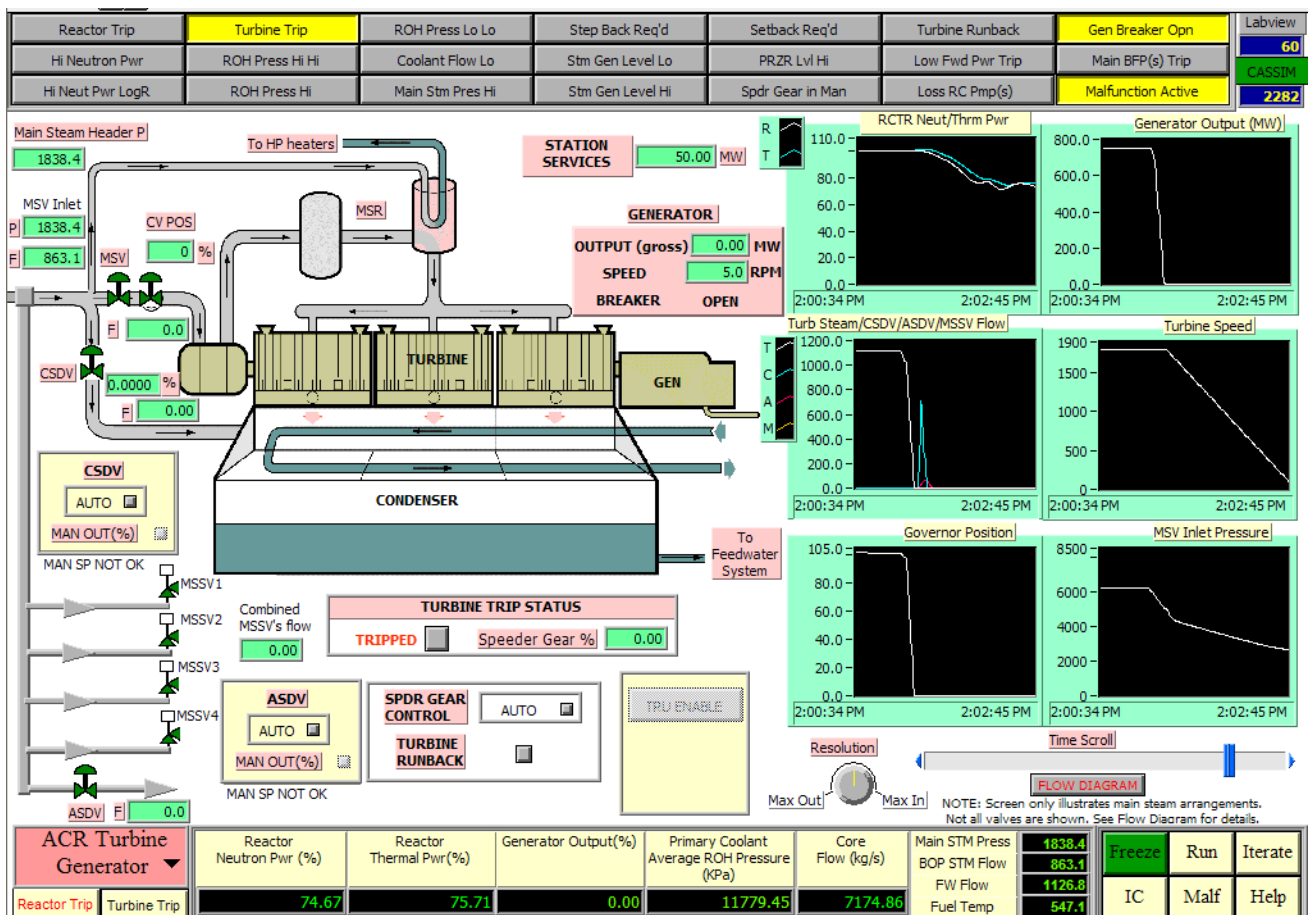 Reactor Trip
Turbine Trip
ROH Press Lo Lo
Step Back Req'd
Setback Req'd
Turbine Runback
Gen Breaker Opn
Labview
60
Hi Neutron Pwr
ROH Press Hi Hi
Coolant Flow Lo
Stm Gen Level Lo
PRZR Lvl Hi
Low Fwd Pwr Trip
Main BFP(s) Trip
CASSIM
2282
Hi Neut Pwr LogR
ROH Press Hi
Main Stm Pres Hi
Stm Gen Level Hi
Spdr Gear in Man
Loss RC Pmp(s)
Malfunction Active
Main Steam Header P
1838.4
To HP heaters
STATION
SERVICES
50.00 MW
MSV Inlet
P 1838.4
F 863.1
CV POS
0 %
MSV
MSR
F 0.0
GENERATOR
OUTPUT (gross) 0.00 MW
SPEED 5.0 RPM
BREAKER OPEN
CSDV
0.0000 %
F 0.00
TURBINE
GEN
CONDENSER
To
Feedwater
System
CSDV
AUTO
MAN OUT(%)
MAN SP NOT OK
MSSV1
MSSV2
MSSV3
MSSV4
Combined
MSSV's flow
0.00
TURBINE TRIP STATUS
TRIPPED
Speeder Gear % 0.00
ASDV
AUTO
MAN OUT(%)
MAN SP NOT OK
SPDR GEAR
CONTROL
AUTO
TURBINE
RUNBACK
TPU ENABLE
ASDV F 0.0
R
T
RCTR Neut/Thrm Pwr
110.0
80.0
60.0
40.0
20.0
0.0
2:00:34 PM
2:02:45 PM
Generator Output (MW)
800.0
600.0
400.0
200.0
0.0
2:00:34 PM
2:02:45 PM
Turb Steam/CSDV/ASDV/MSSV Flow
T
C
A
M
1200.0
1000.0
800.0
600.0
400.0
200.0
0.0
2:00:34 PM
2:02:45 PM
Turbine Speed
1900
1500
1000
500
0
2:00:34 PM
2:02:45 PM
Governor Position
105.0
80.0
60.0
40.0
20.0
0.0
2:00:34 PM
2:02:45 PM
MSV Inlet Pressure
8500
6000
4000
2000
0
2:00:34 PM
2:02:45 PM
Resolution
Max Out
Max In
Time Scroll
FLOW DIAGRAM
NOTE: Screen only illustrates main steam arrangements.
Not all valves are shown. See Flow Diagram for details.
ACR Turbine
Generator
Reactor Trip
Turbine Trip
Reactor
Neutron Pwr (%)
74.67
Reactor
Thermal Pwr(%)
75.71
Generator Output(%)
0.00
Primary Coolant
Average ROH Pressure
(KPa)
11779.45
Core
Flow (kg/s)
7174.86
Main STM Press 1838.4
BOP STM Flow 863.1
FW Flow 1126.8
Fuel Temp 547.1
Freeze
Run
Iterate
IC
Malf
Help